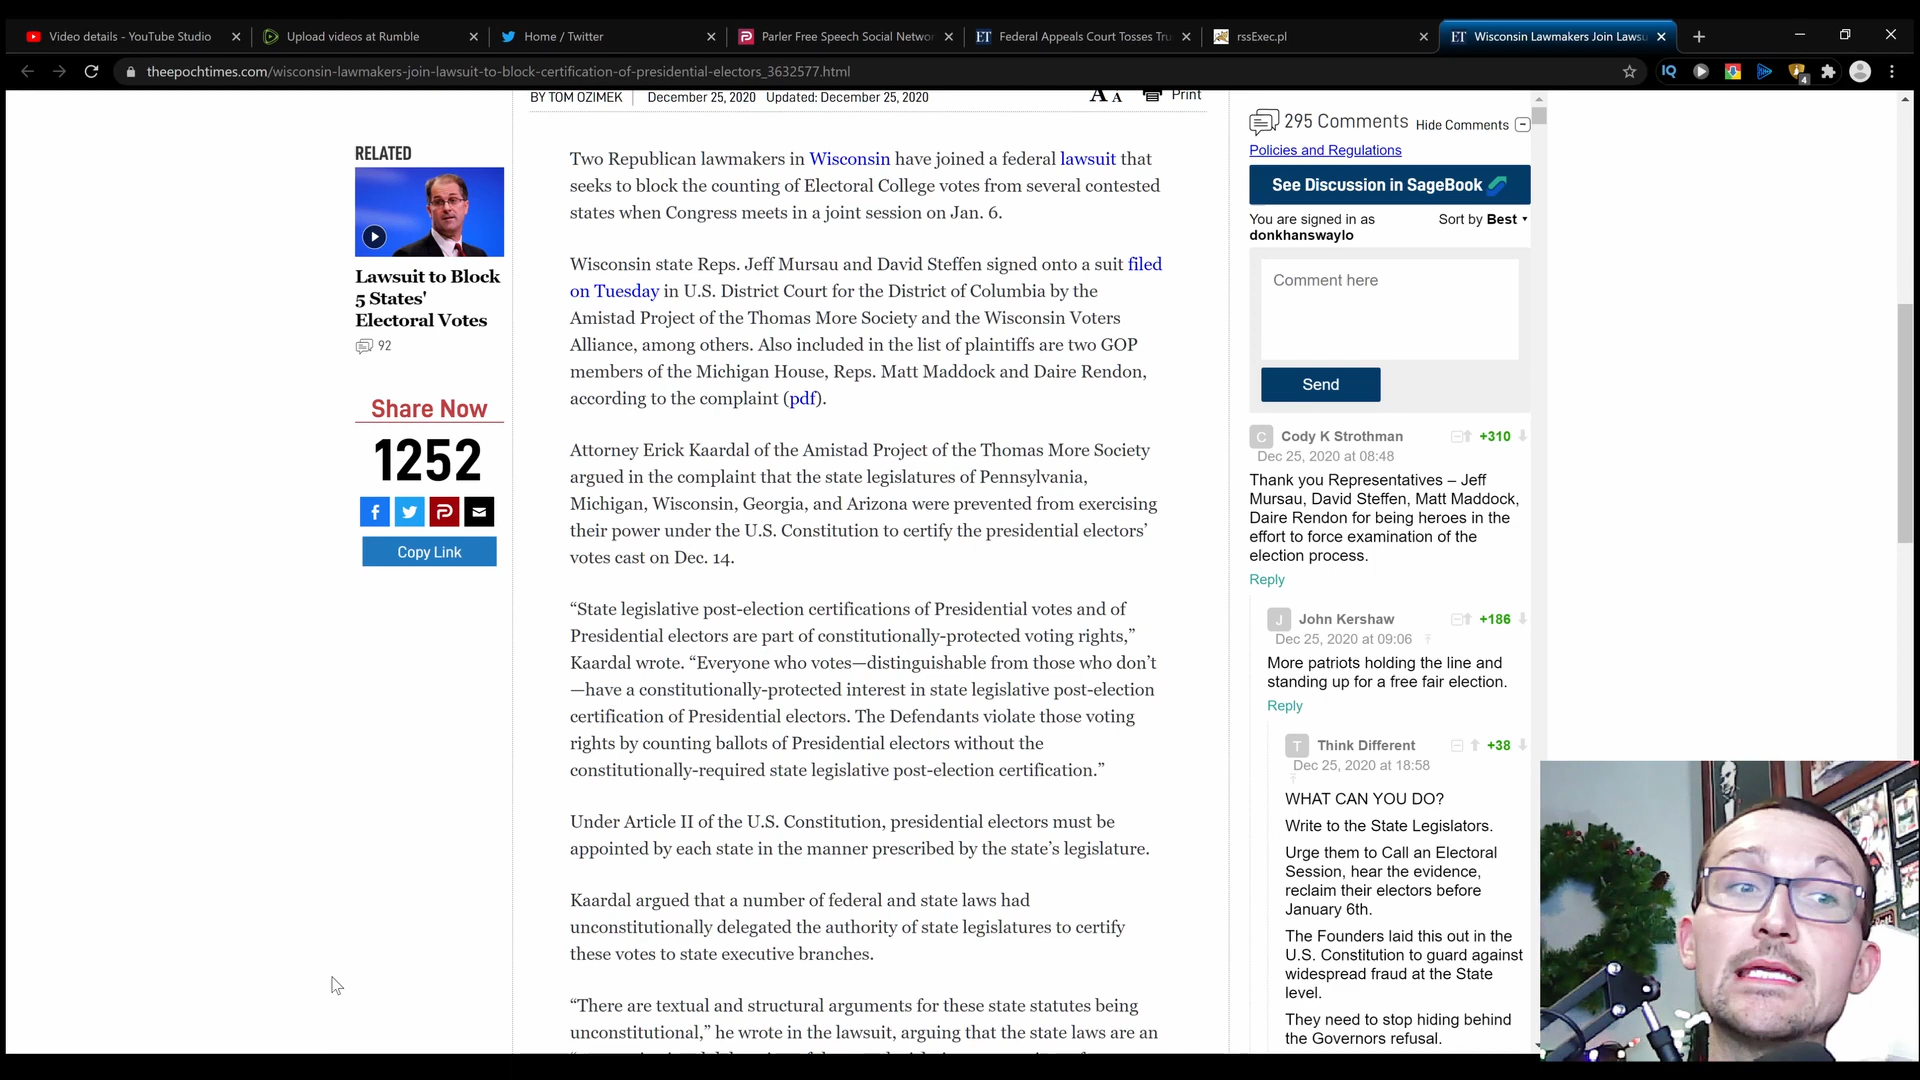 Video details - YouTube Studio
Upload videos at Rumble
Home / Twitter
Parler Free Speech Social Networ
ET Federal Appeals Court Tosses Tru
rssExec.pl
ET Wisconsin Lawmakers Join Lawsu
theepochtimes.com/wisconsin-lawmakers-join-lawsuit-to-block-certification-of-presidential-electors_3632577.html
IQ
4
BY TOM OZIMEK December 25, 2020 Updated: December 25, 2020
A A Print
RELATED
Lawsuit to Block
5 States'
Electoral Votes
92
Share Now
1252
Copy Link
Two Republican lawmakers in Wisconsin have joined a federal lawsuit that
seeks to block the counting of Electoral College votes from several contested
states when Congress meets in a joint session on Jan. 6.
Wisconsin state Reps. Jeff Mursau and David Steffen signed onto a suit filed
on Tuesday in U.S. District Court for the District of Columbia by the
Amistad Project of the Thomas More Society and the Wisconsin Voters
Alliance, among others. Also included in the list of plaintiffs are two GOP
members of the Michigan House, Reps. Matt Maddock and Daire Rendon,
according to the complaint (pdf).
Attorney Erick Kaardal of the Amistad Project of the Thomas More Society
argued in the complaint that the state legislatures of Pennsylvania,
Michigan, Wisconsin, Georgia, and Arizona were prevented from exercising
their power under the U.S. Constitution to certify the presidential electors’
votes cast on Dec. 14.
“State legislative post-election certifications of Presidential votes and of
Presidential electors are part of constitutionally-protected voting rights,”
Kaardal wrote. “Everyone who votes—distinguishable from those who don’t
—have a constitutionally-protected interest in state legislative post-election
certification of Presidential electors. The Defendants violate those voting
rights by counting ballots of Presidential electors without the
constitutionally-required state legislative post-election certification.”
Under Article II of the U.S. Constitution, presidential electors must be
appointed by each state in the manner prescribed by the state’s legislature.
Kaardal argued that a number of federal and state laws had
unconstitutionally delegated the authority of state legislatures to certify
these votes to state executive branches.
“There are textual and structural arguments for these state statutes being
unconstitutional,” he wrote in the lawsuit, arguing that the state laws are an
295 Comments Hide Comments
Policies and Regulations
See Discussion in SageBook
You are signed in as
donkhanswaylo
Sort by Best
Comment here
Send
C Cody K Strothman +310
Dec 25, 2020 at 08:48
Thank you Representatives – Jeff
Mursau, David Steffen, Matt Maddock,
Daire Rendon for being heroes in the
effort to force examination of the
election process.
Reply
J John Kershaw +186
Dec 25, 2020 at 09:06
More patriots holding the line and
standing up for a free fair election.
Reply
T Think Different +38
Dec 25, 2020 at 18:58
WHAT CAN YOU DO?
Write to the State Legislators.
Urge them to Call an Electoral
Session, hear the evidence,
reclaim their electors before
January 6th.
The Founders laid this out in the
U.S. Constitution to guard against
widespread fraud at the State
level.
They need to stop hiding behind
the Governors refusal.